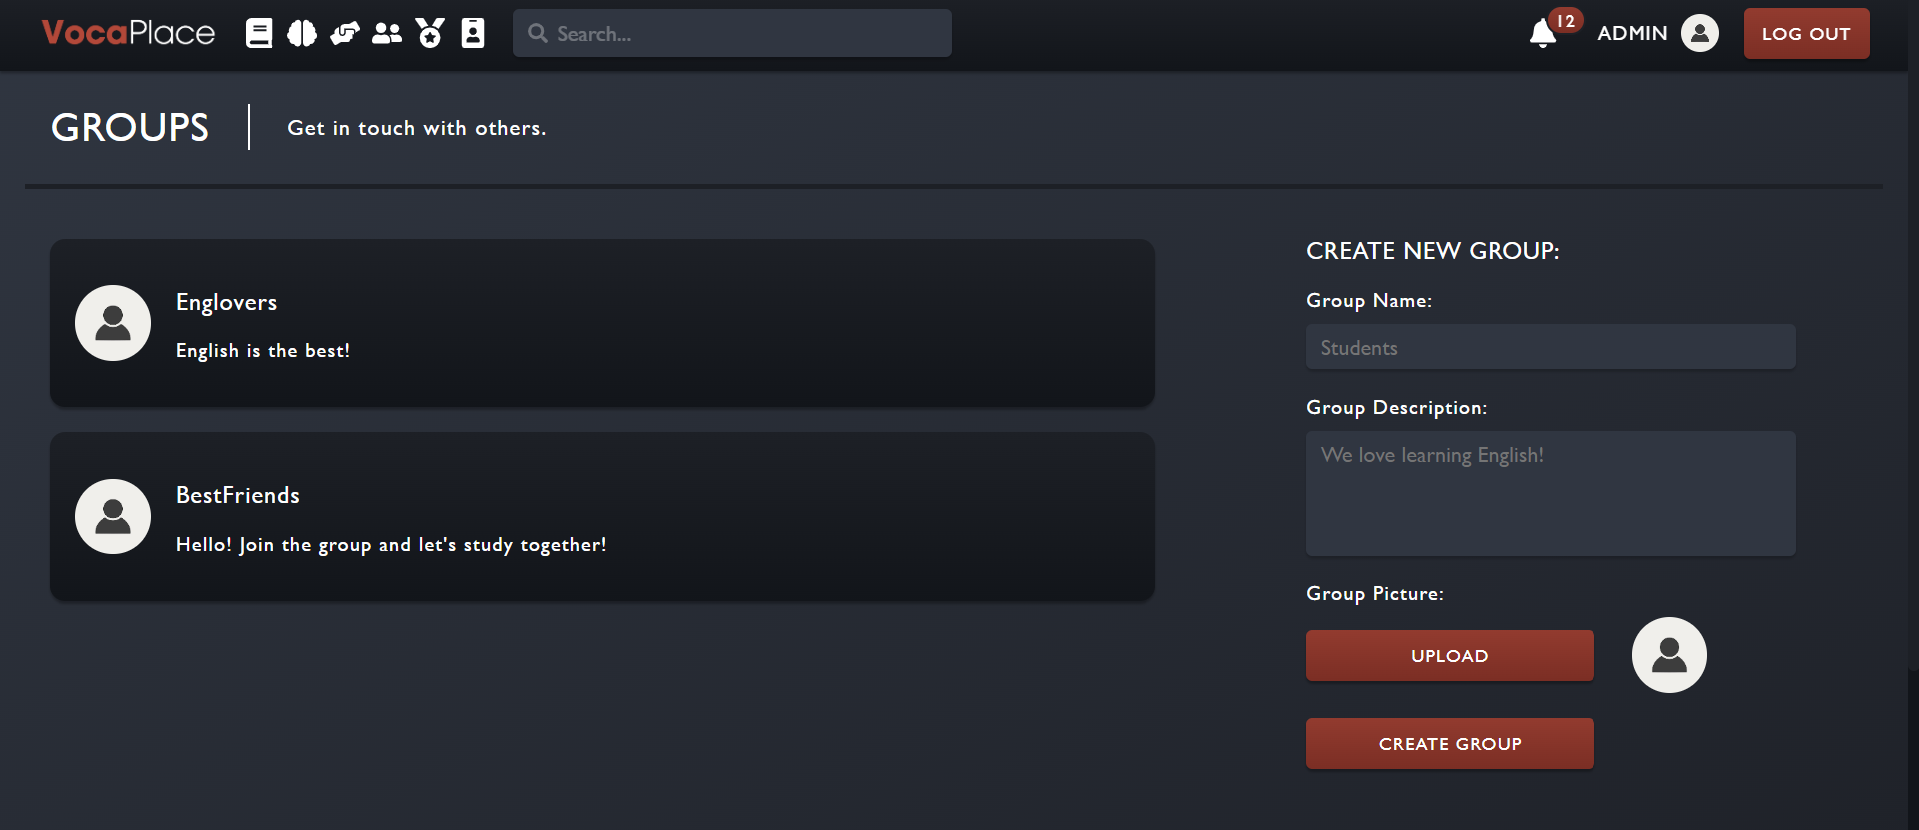 VocaPlace
Search...
12
ADMIN
LOG OUT
GROUPS
Get in touch with others.
Englovers
English is the best!
BestFriends
Hello! Join the group and let's study together!
CREATE NEW GROUP:
Group Name:
Students
Group Description:
We love learning English!
Group Picture:
UPLOAD
CREATE GROUP